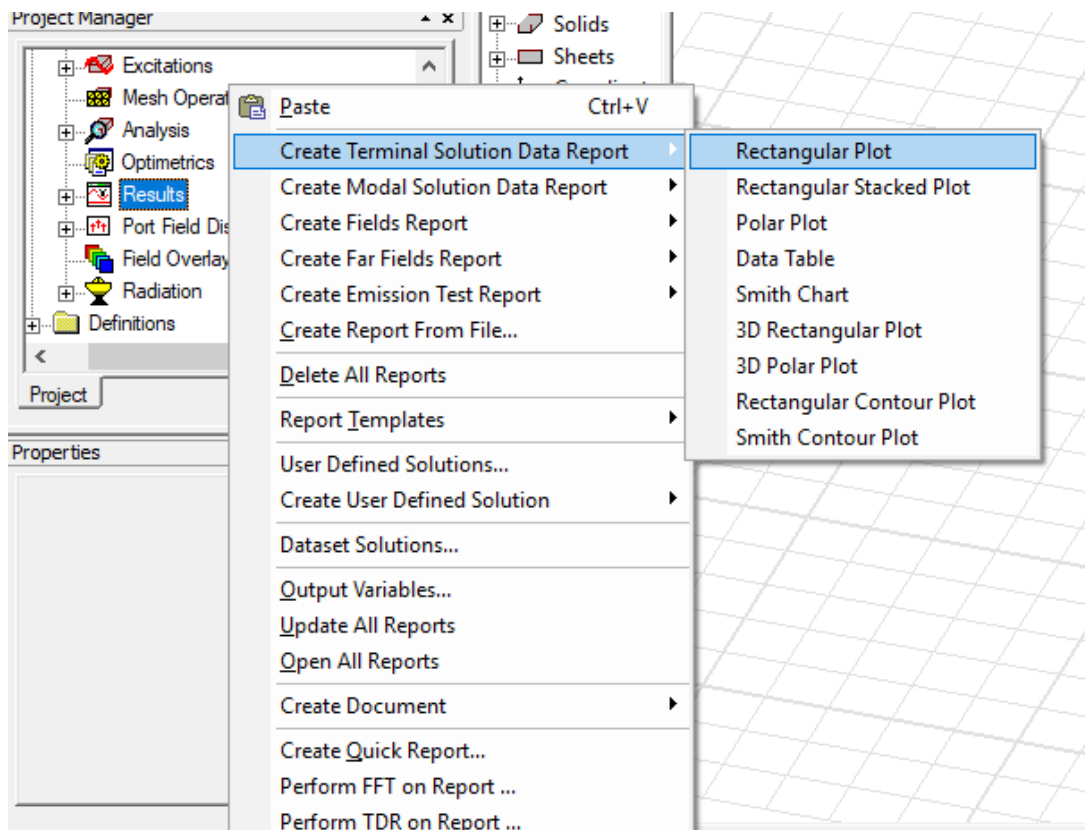 Project Manager
Excitations
Mesh Operat
Analysis
Optimetrics
Results
Port Field Dis
Field Overlay
Radiation
Definitions
Project
Properties
Solids
Sheets
Paste Ctrl+V
Create Terminal Solution Data Report
Create Modal Solution Data Report
Create Fields Report
Create Far Fields Report
Create Emission Test Report
Create Report From File...
Delete All Reports
Report Templates
User Defined Solutions...
Create User Defined Solution
Dataset Solutions...
Output Variables...
Update All Reports
Open All Reports
Create Document
Create Quick Report...
Perform FFT on Report ...
Perform TDR on Report ...
Rectangular Plot
Rectangular Stacked Plot
Polar Plot
Data Table
Smith Chart
3D Rectangular Plot
3D Polar Plot
Rectangular Contour Plot
Smith Contour Plot